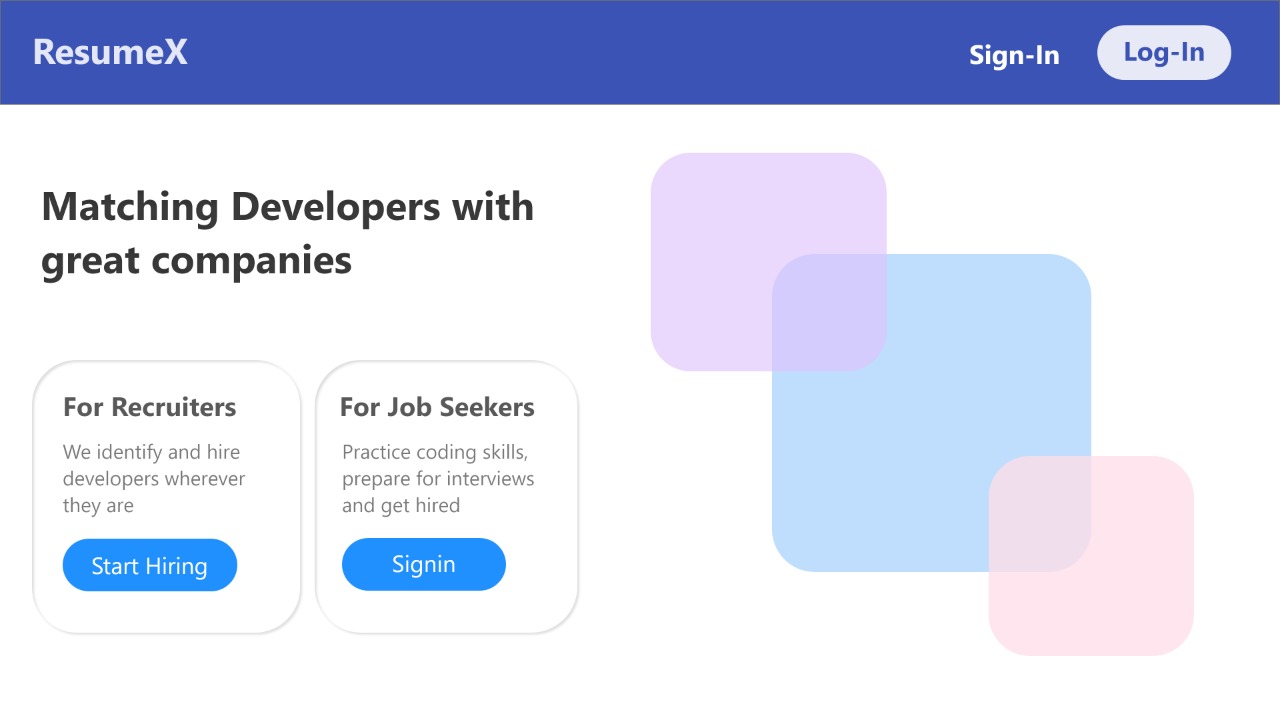 ResumeX
Sign-In
Log-In
Matching Developers with
great companies
For Recruiters
We identify and hire
developers wherever
they are
Start Hiring
For Job Seekers
Practice coding skills,
prepare for interviews
and get hired
Signin